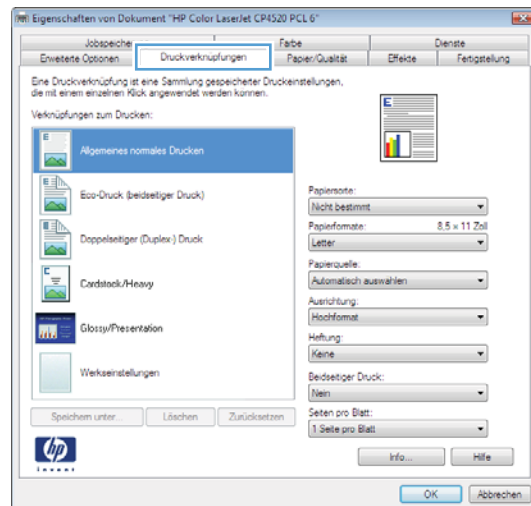 Eigenschaften von Dokument "HP Color LaserJet CP4520 PCL 6"
Farbe
Dienste
Erweiterte Optionen
Druckverknüpfungen
Papier/Qualität
Effekte
Fertigstellung
Eine Druckverknüpfung ist eine Sammlung gespeicherter Druckeinstellungen,
die mit einem einzelnen Klick angewendet werden können.
Verknüpfungen zum Drucken:
Allgemeines normales Drucken
Eco-Druck (beidseitiger Druck)
Doppelseitiger (Duplex-) Druck
Cardstock/Heavy
Glossy/Presentation
Werkseinstellungen
Speichern unter...
Löschen
Zurücksetzen
Papiersorte:
Nicht bestimmt
Papierformate: 8,5 × 11 Zoll
Letter
Papierquelle:
Automatisch auswählen
Ausrichtung:
Hochformat
Heftung:
Keine
Beidseitiger Druck:
Nein
Seiten pro Blatt:
1 Seite pro Blatt
hp
invent
Info...
Hilfe
OK
Abbrechen